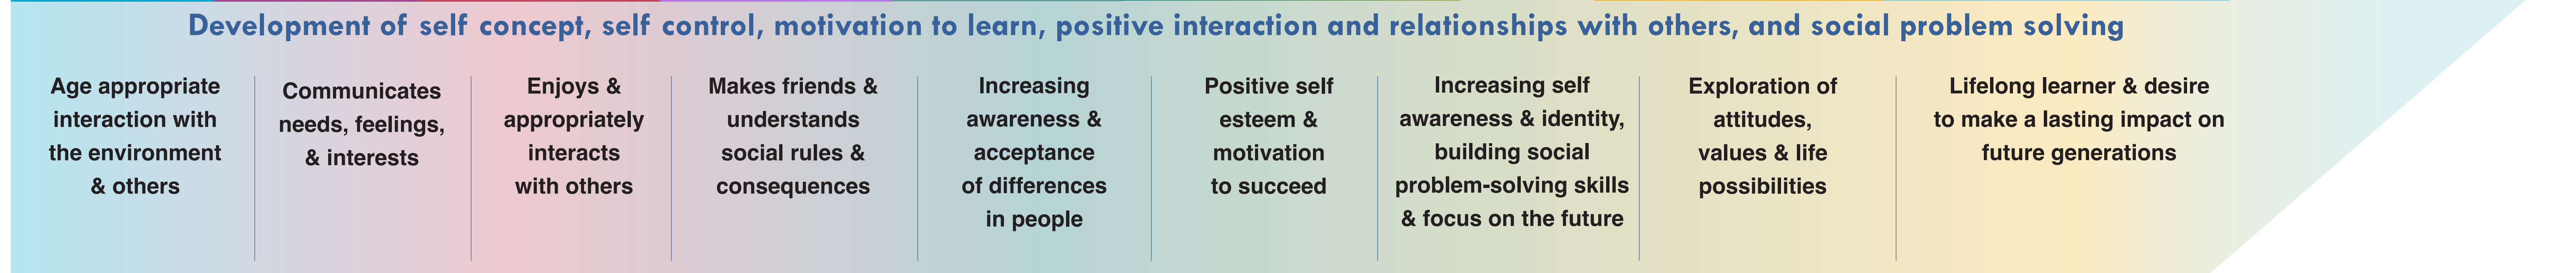 Development of self concept, self control, motivation to learn, positive interaction and relationships with others, and social problem solving
Age appropriate
interaction with
the environment
& others
Communicates
needs, feelings,
& interests
Enjoys &
appropriately
interacts
with others
Makes friends &
understands
social rules &
consequences
Increasing
awareness &
acceptance
of differences
in people
Positive self
esteem &
motivation
to succeed
Increasing self
awareness & identity,
building social
problem-solving skills
& focus on the future
Exploration of
attitudes,
values & life
possibilities
Lifelong learner & desire
to make a lasting impact on
future generations